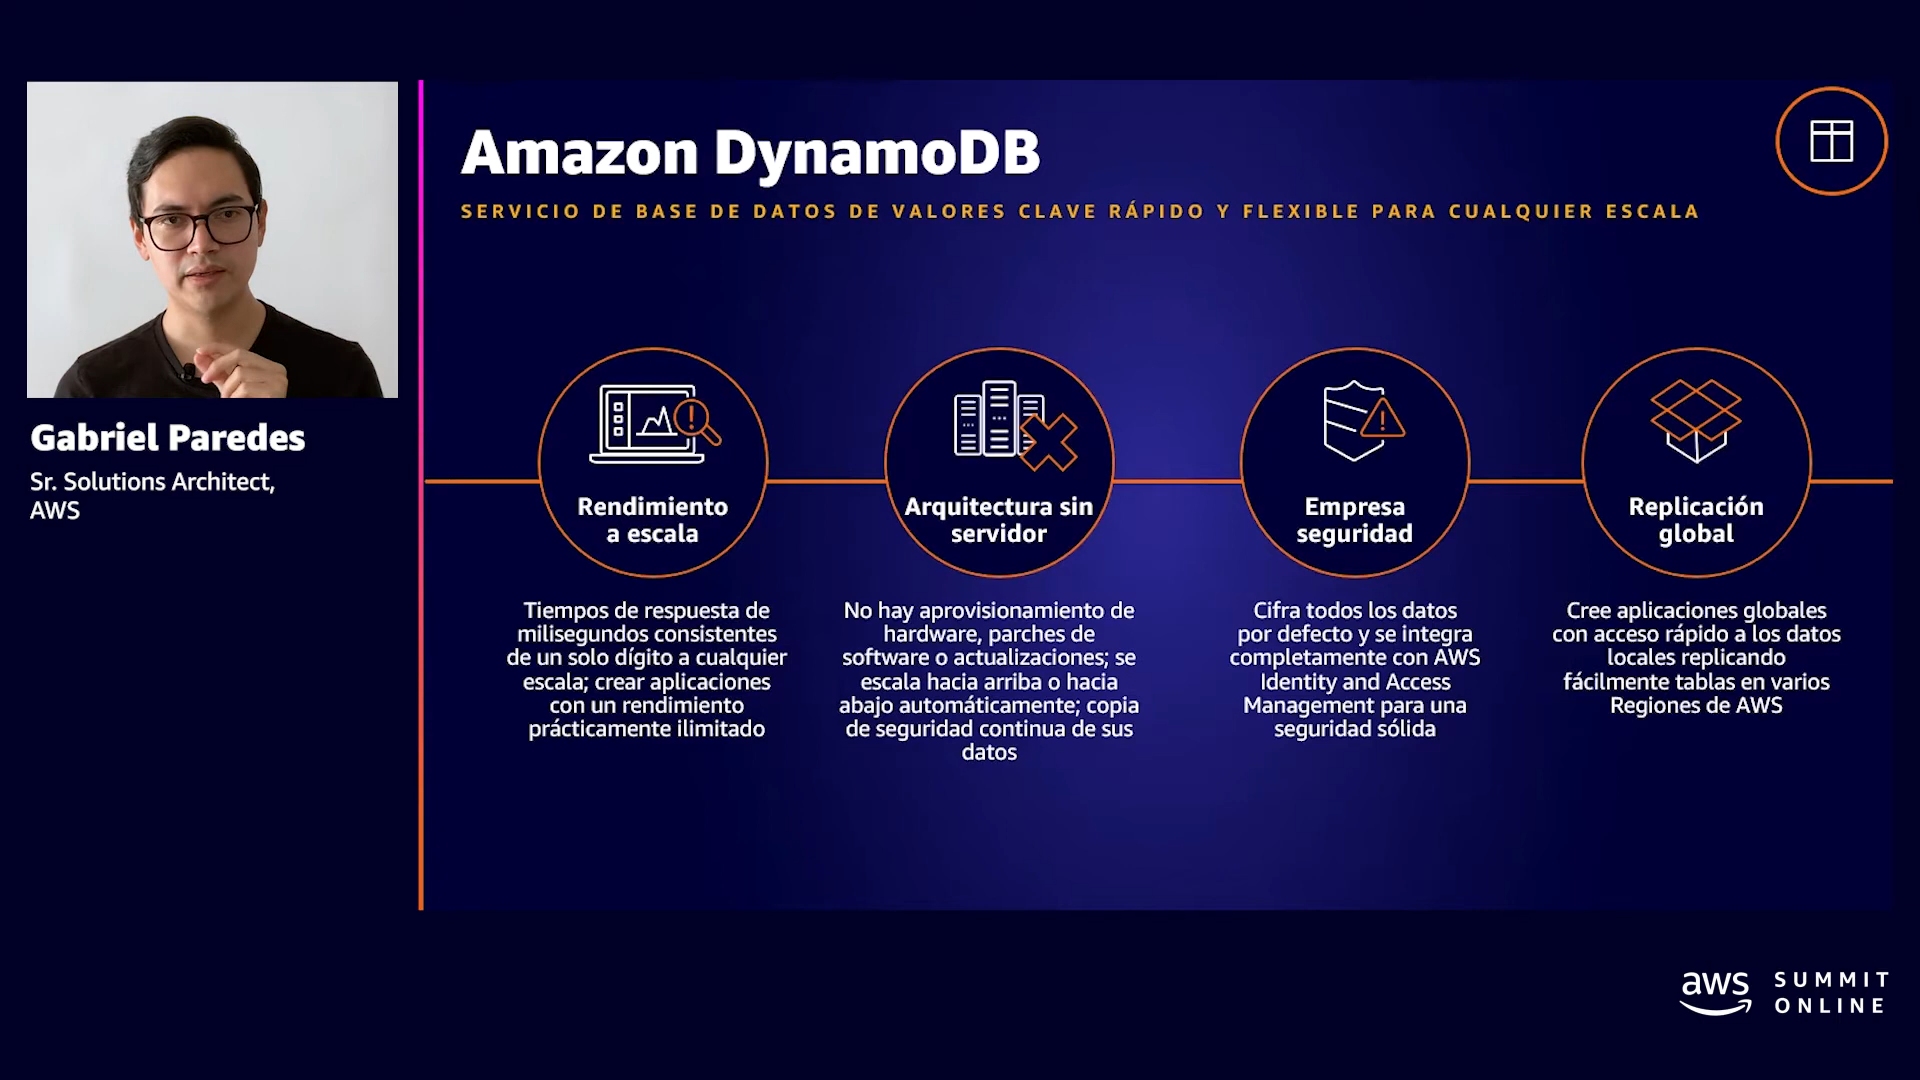 Amazon DynamoDB
SERVICIO DE BASE DE DATOS DE VALORES CLAVE RÁPIDO Y FLEXIBLE PARA CUALQUIER ESCALA
Gabriel Paredes
Sr. Solutions Architect,
AWS
Rendimiento
a escala
Tiempos de respuesta de
milisegundos consistentes
de un solo dígito a cualquier
escala; crear aplicaciones
con un rendimiento
prácticamente ilimitado
Arquitectura sin
servidor
No hay aprovisionamiento de
hardware, parches de
software o actualizaciones; se
escala hacia arriba o hacia
abajo automáticamente; copia
de seguridad continua de sus
datos
Empresa
seguridad
Cifra todos los datos
por defecto y se integra
completamente con AWS
Identity and Access
Management para una
seguridad sólida
Replicación
global
Cree aplicaciones globales
con acceso rápido a los datos
locales replicando
fácilmente tablas en varios
Regiones de AWS
aws SUMMIT
ONLINE